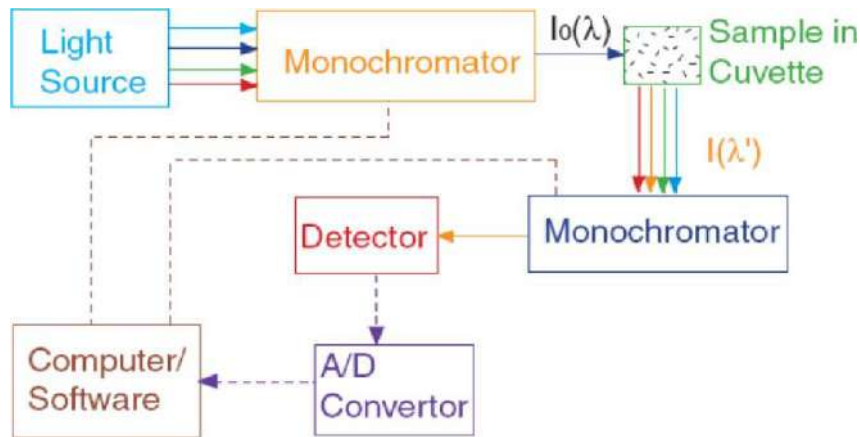 Light
Source
Monochromator
I₀(λ)
Sample in
Cuvette
I(λ')
Detector
Monochromator
Computer/
Software
A/D
Convertor